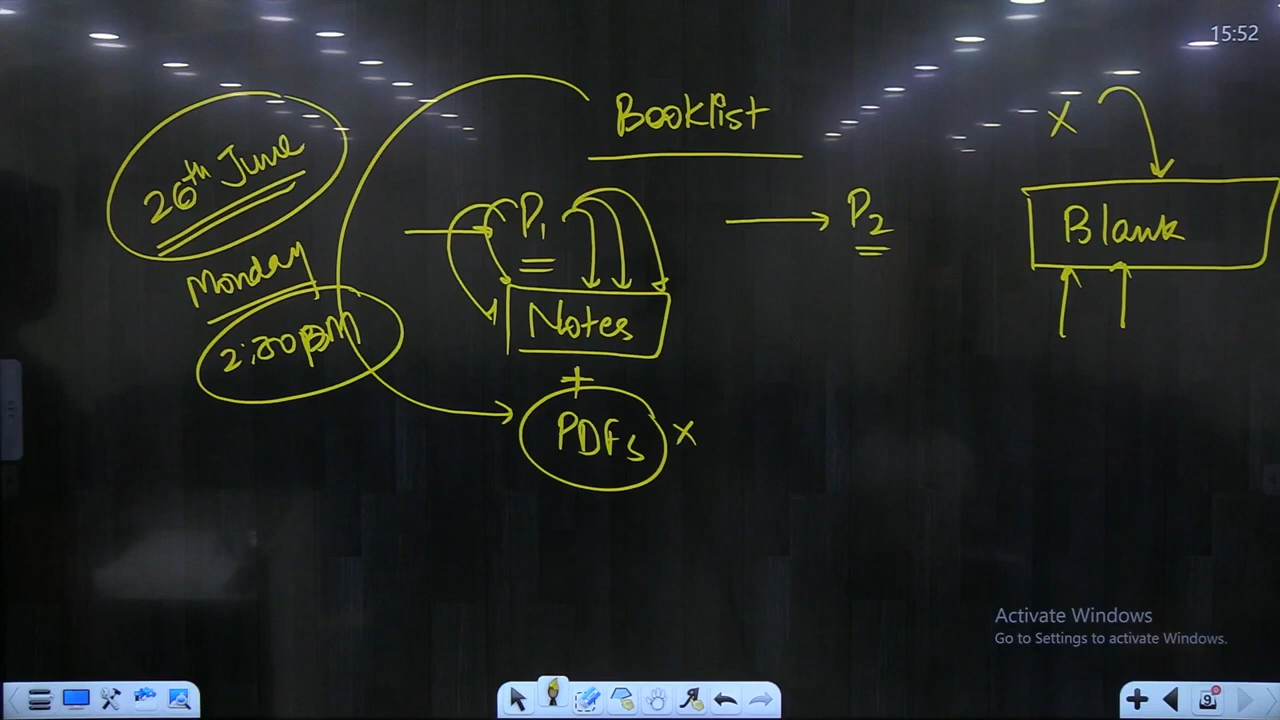 15:52
Booklist
x
26th June
P1
P2
Blank
Monday
Notes
2:30PM
+
PDFs x
Activate Windows
Go to Settings to activate Windows.
9